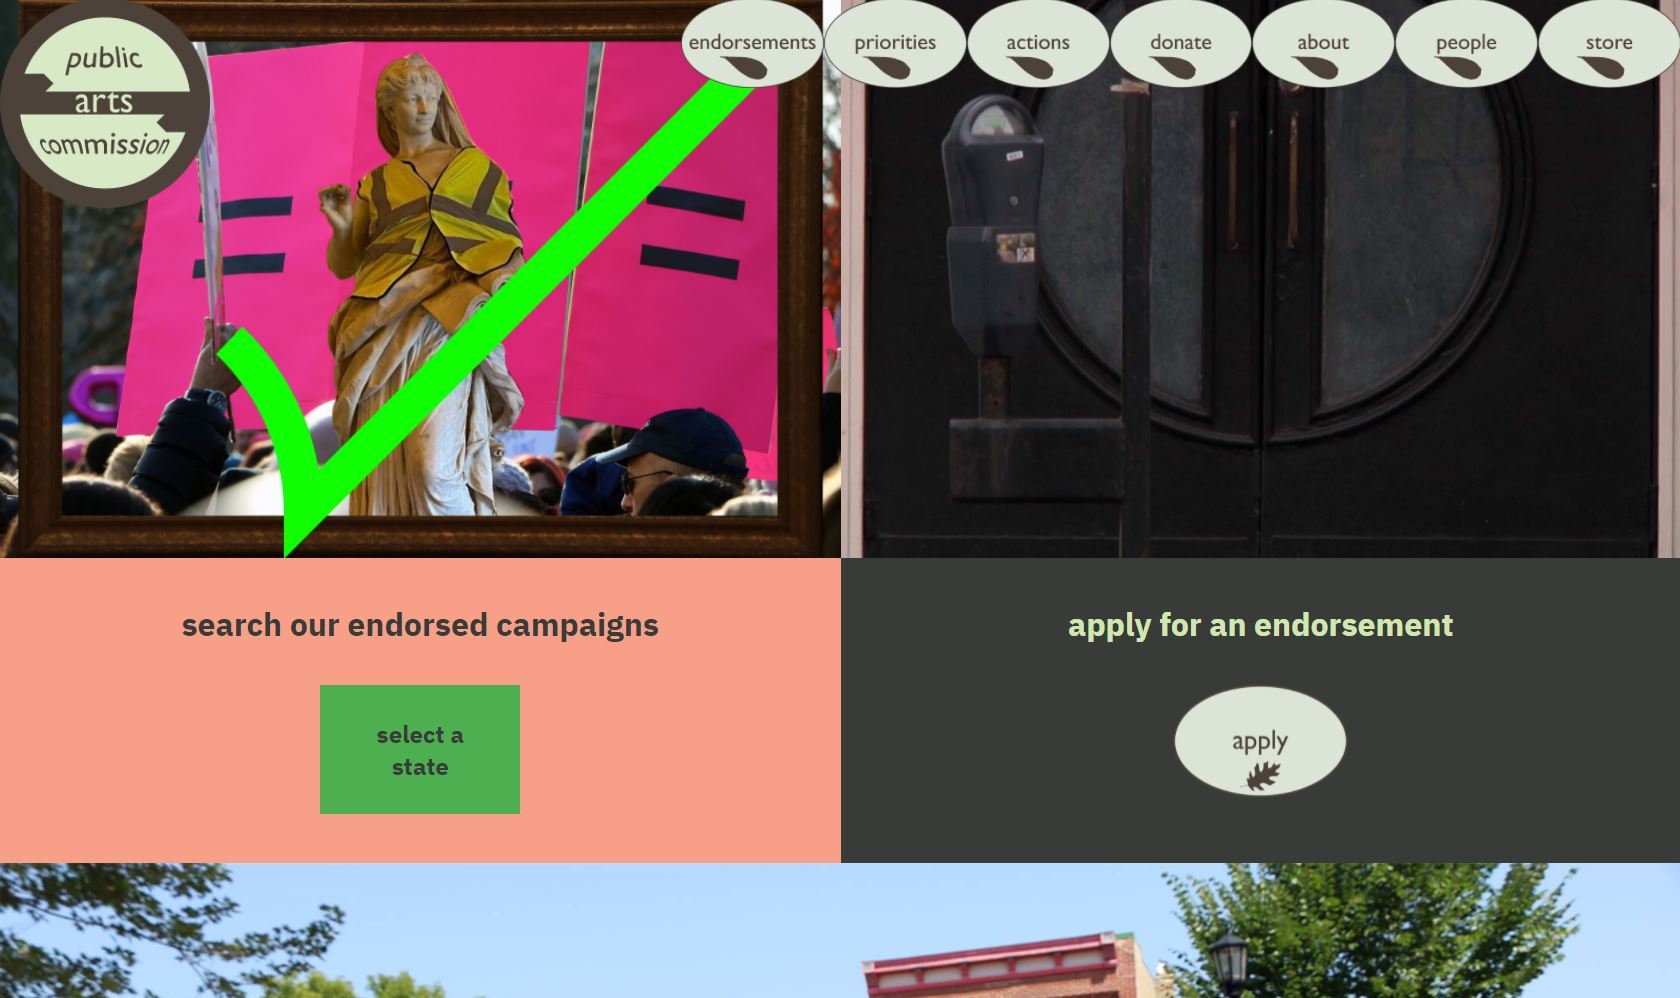 public
arts
commission
endorsements
priorities
actions
donate
about
people
store
search our endorsed campaigns
select a
state
apply for an endorsement
apply